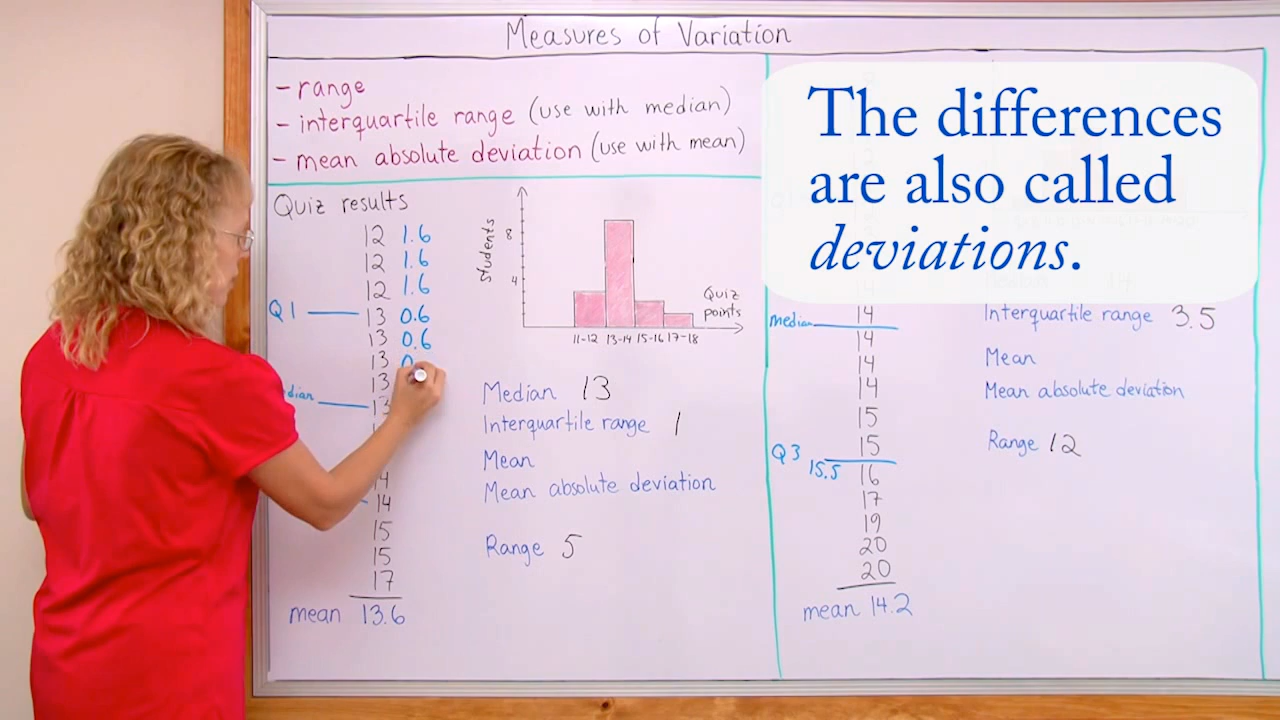 Measures of Variation
- range
- interquartile range (use with median)
- mean absolute deviation (use with mean)
The differences
are also called
deviations.
Quiz results
12 1.6
12 1.6
12 1.6
Q1 13 0.6
13 0.6
13 0
13
13
14
14
15
15
17
mean 13.6
Students
8
4
Quiz
points
11-12 13-14 15-16 17-18
Median 13
Interquartile range 1
Mean
Mean absolute deviation
Range 5
14
median
14
14
14
15
15
Q3 15.5
16
17
19
20
20
mean 14.2
Interquartile range 3.5
Mean
Mean absolute deviation
Range 12